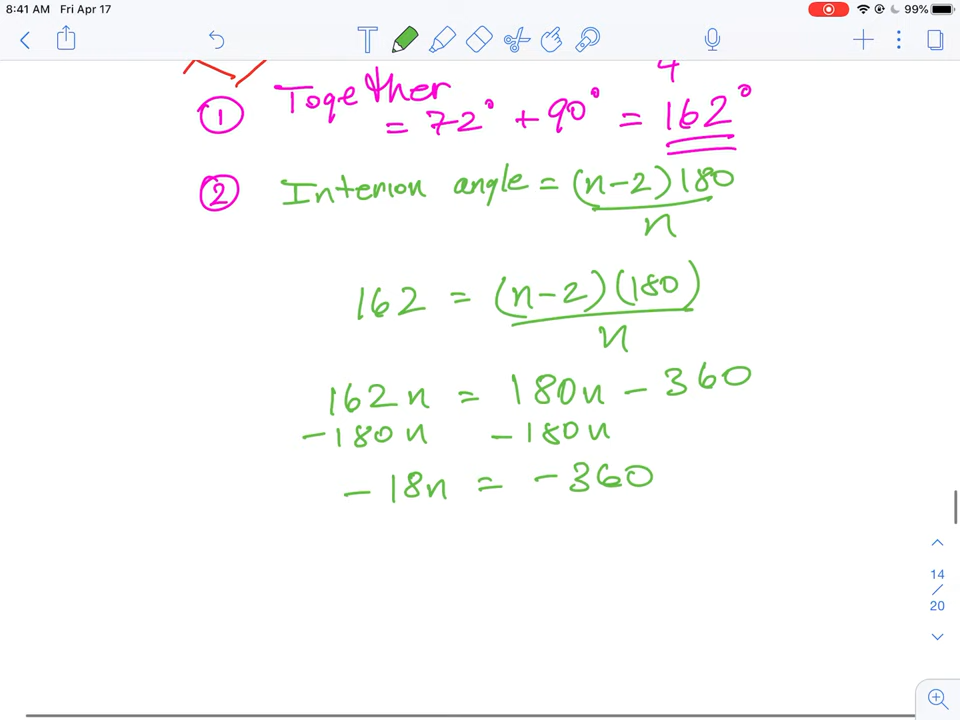 8:41 AM Fri Apr 17 99%
T
4
① Together
= 72° + 90° = 162°
② Interior angle = (n-2)180
n
162 = (n-2)(180)
n
162n = 180n - 360
-180n -180n
-18n = -360
14
/
20